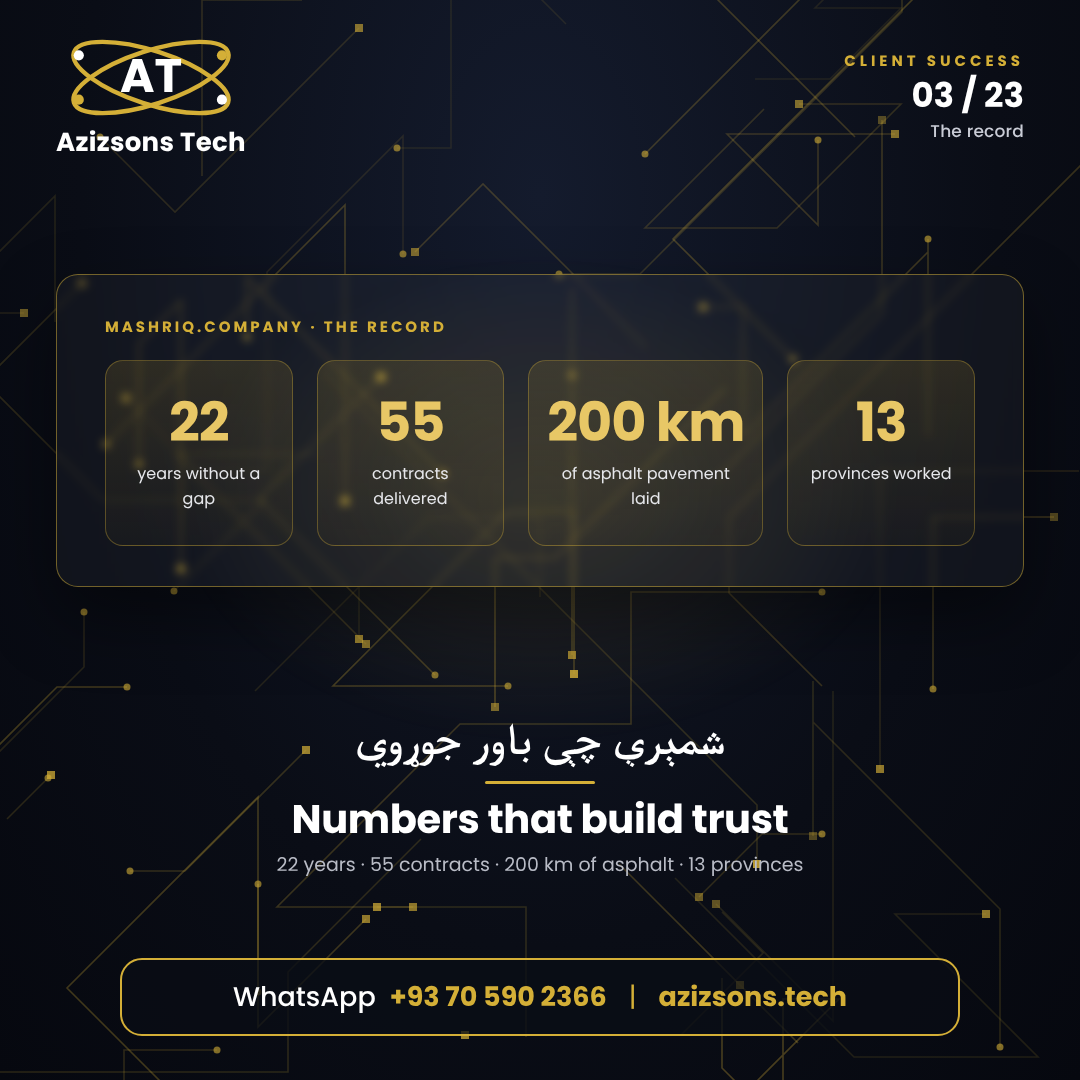 AT
Azizsons Tech
CLIENT SUCCESS
03 / 23
The record
MASHRIQ.COMPANY · THE RECORD
22
years without a
gap
55
contracts
delivered
200 km
of asphalt pavement
laid
13
provinces worked
شمېرې چې باور جوړوي
Numbers that build trust
22 years · 55 contracts · 200 km of asphalt · 13 provinces
WhatsApp +93 70 590 2366 | azizsons.tech